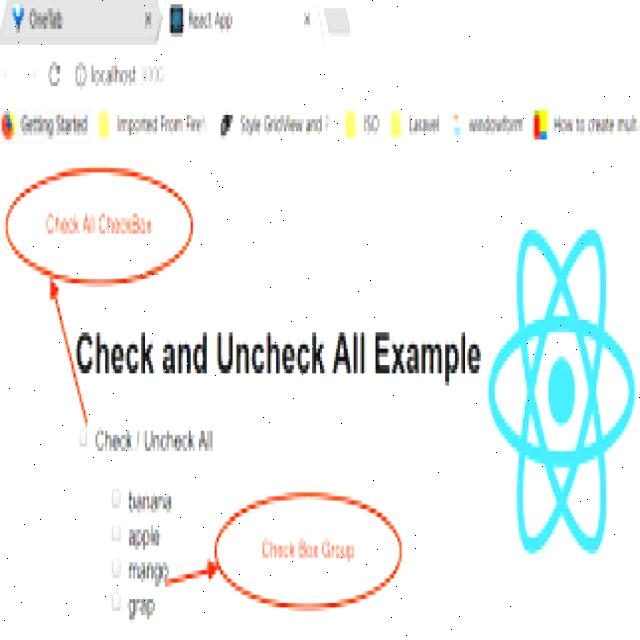 OneTab
React App
localhost:3000
Getting Started
Imported From Firef
Style GridView and
ISO
Laravel
windowform
How to create mult
Check All CheckBox
Check and Uncheck All Example
Check / Uncheck All
banana
apple
mango
Check Box Group
grap